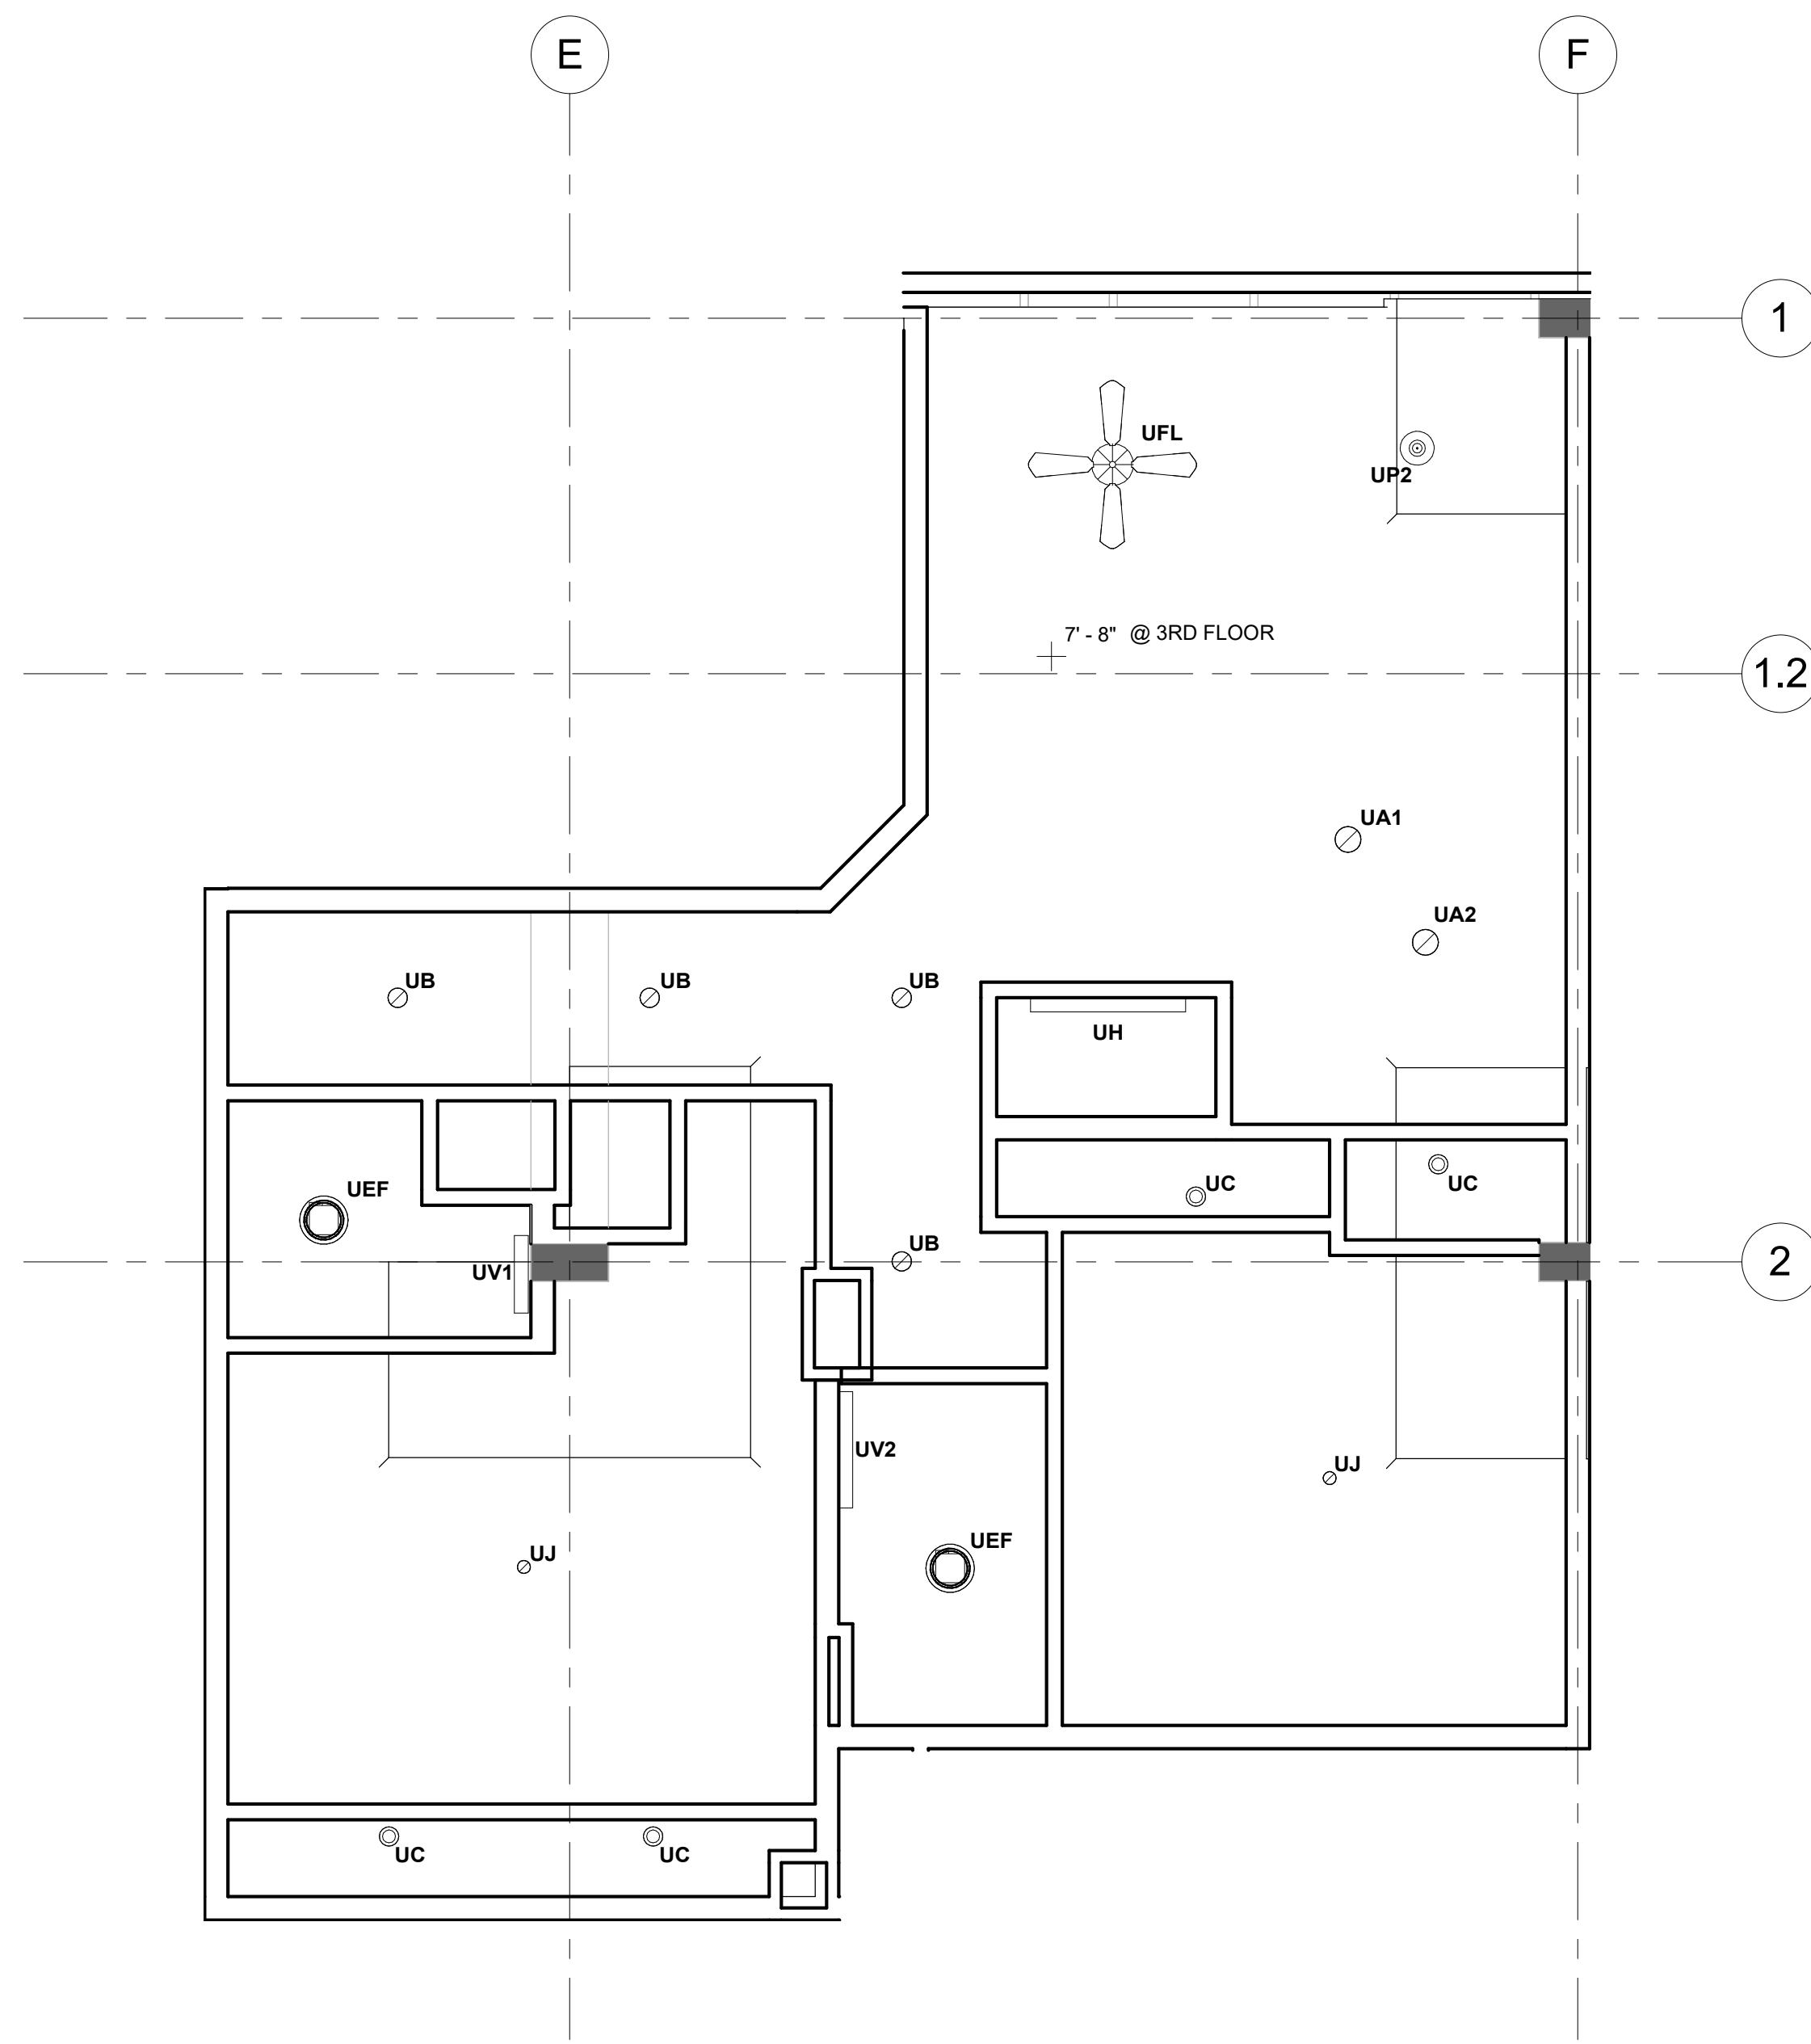 E
F
1
UFL
UP2
7' - 8" @ 3RD FLOOR
1.2
UA1
UA2
UB
UB
UB
UH
UEF
UC
UC
UB
UV1
2
UV2
UJ
UEF
UJ
UC
UC